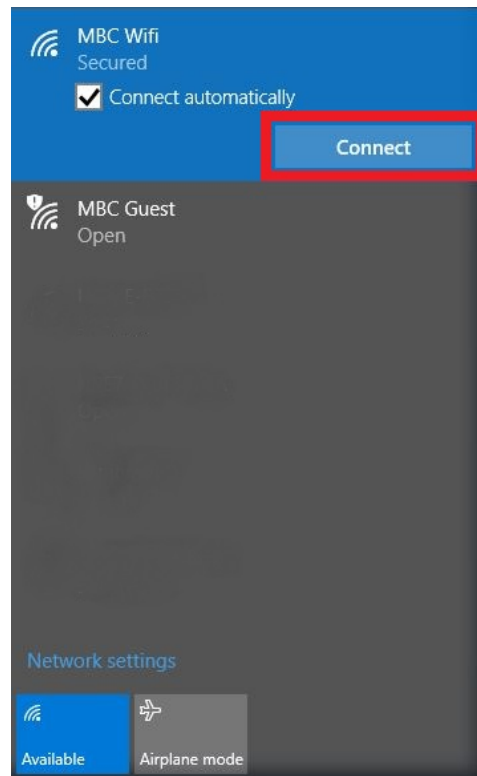 MBC Wifi
Secured
Connect automatically
Connect
MBC Guest
Open
Network settings
Available
Airplane mode